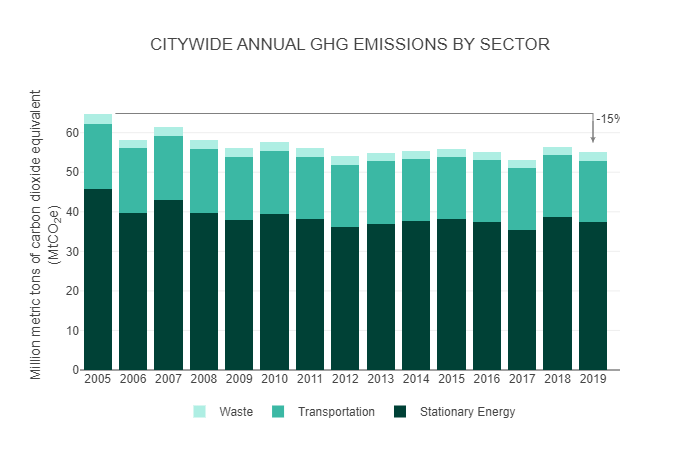 CITYWIDE ANNUAL GHG EMISSIONS BY SECTOR
Million metric tons of carbon dioxide equivalent
(MtCO₂e)
-15%
60
50
40
30
20
10
0
2005 2006 2007 2008 2009 2010 2011 2012 2013 2014 2015 2016 2017 2018 2019
Waste Transportation Stationary Energy